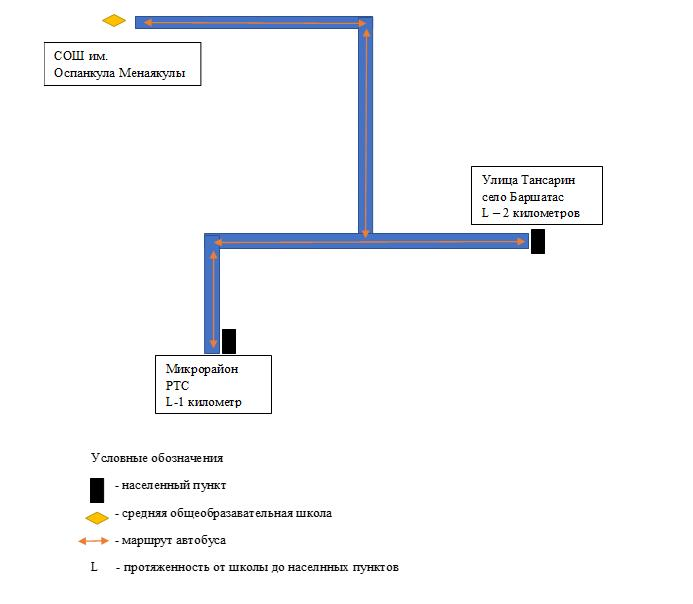 СОШ им.
Оспанкула Менаякулы
Улица Тансарин
село Баршатас
L – 2 километров
Микрорайон
РТС
L-1 километр
Условные обозначения
- населенный пункт
- средняя общеобразавательная школа
- маршрут автобуса
L - протяженность от школы до населнных пунктов